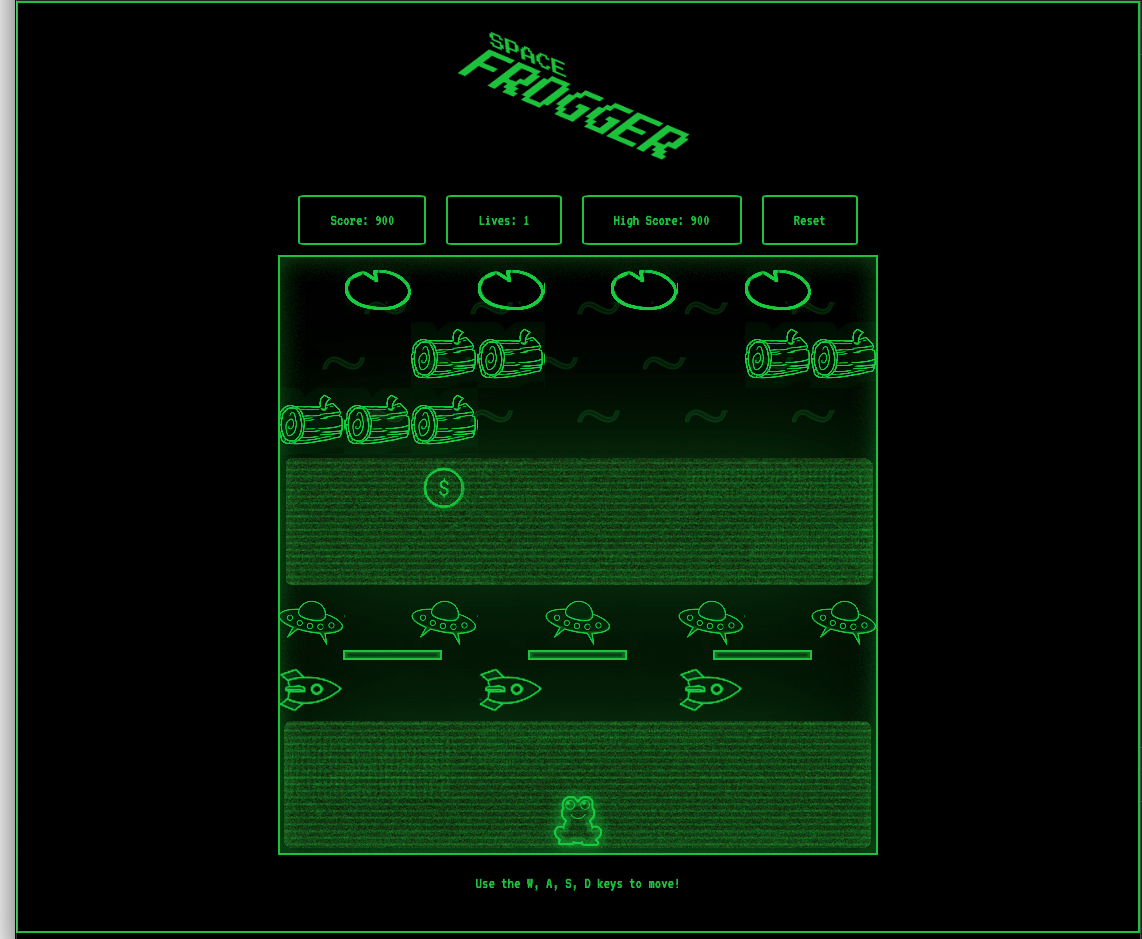 SPACE
FROGGER
Score: 900
Lives: 1
High Score: 900
Reset
$
Use the W, A, S, D keys to move!